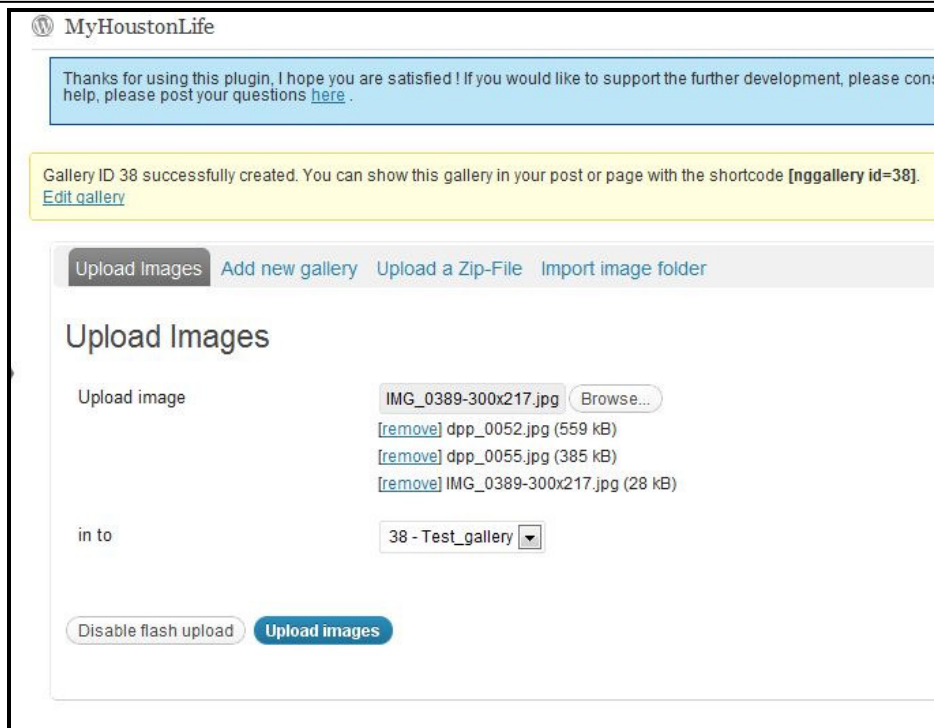 MyHoustonLife
Thanks for using this plugin, I hope you are satisfied ! If you would like to support the further development, please cons
help, please post your questions here .
Gallery ID 38 successfully created. You can show this gallery in your post or page with the shortcode [nggallery id=38].
Edit gallery
Upload Images Add new gallery Upload a Zip-File Import image folder
Upload Images
Upload image IMG_0389-300x217.jpg Browse...
[remove] dpp_0052.jpg (559 kB)
[remove] dpp_0055.jpg (385 kB)
[remove] IMG_0389-300x217.jpg (28 kB)
in to 38 - Test_gallery
Disable flash upload Upload images